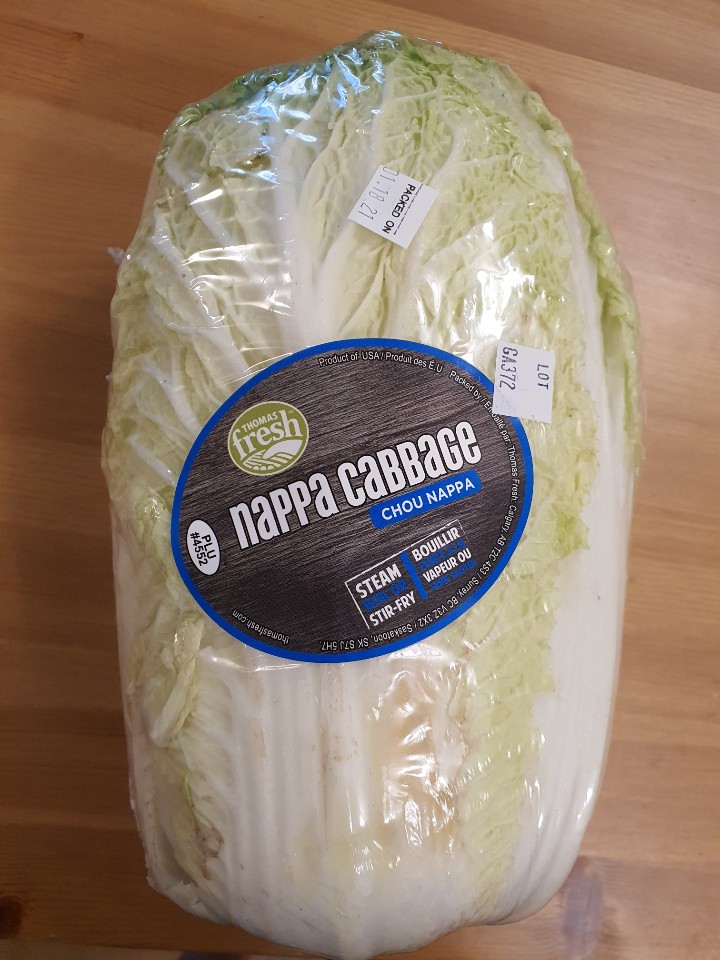 PACKED ON
01.18.21
LOT
GA372
Product of USA / Produit des É.U.
Packed by / Emballé par: Thomas Fresh: Calgary, AB T2C 4S3 / Surrey, BC V3Z 3X2 / Saskatoon, SK S7J 5H7.
THOMAS
fresh
nappa cabbage
CHOU NAPPA
PLU
#4552
STEAM
STIR-FRY
BOUILLIR
VAPEUR OU
thomasfresh.com